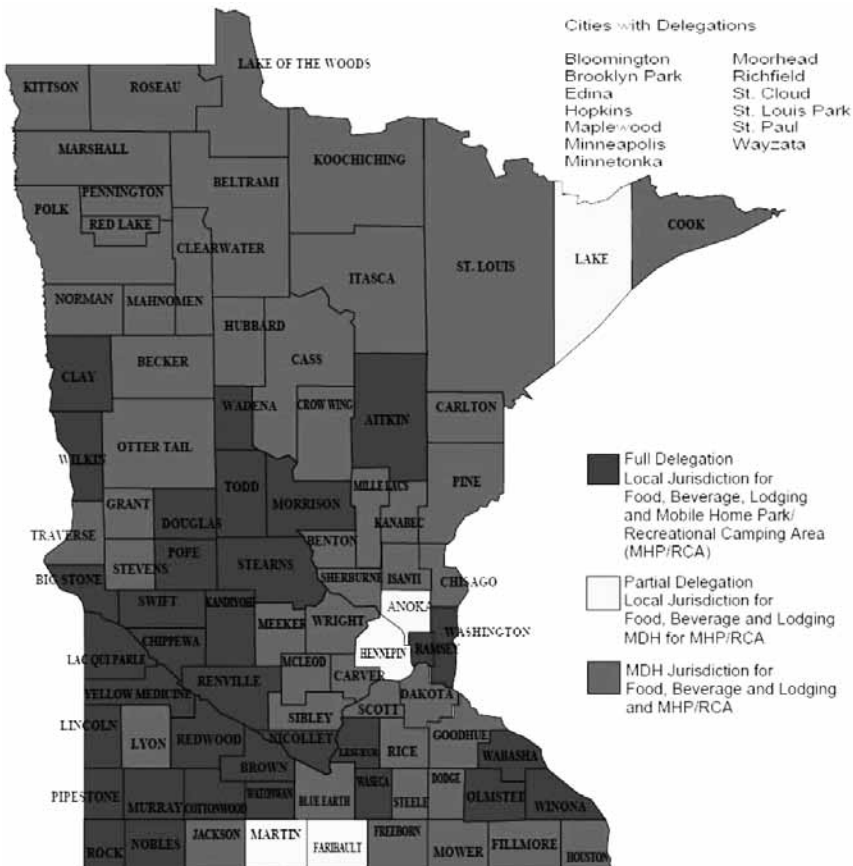 Cities with Delegations
Bloomington Moorhead
Brooklyn Park Richfield
Edina St. Cloud
Hopkins St. Louis Park
Maplewood St. Paul
Minneapolis Wayzata
Minnetonka
LAKE OF THE WOODS
KITTSON ROSEAU
MARSHALL KOOCHICHING
BELTRAMI
PENNINGTON
POLK
RED LAKE COOK
CLEARWATER
ST. LOUIS LAKE
ITASCA
NORMAN MAHNOMEN
HUBBARD
BECKER CASS
CLAY
WADENA CROW WING AITKIN CARLTON
OTTER TAIL
WILKIN
TODD MILLE LACS PINE
GRANT MORRISON
DOUGLAS KANABEC
TRAVERSE BENTON
POPE
STEVENS STEARNS
BIG STONE SHERBURNE ISANTI CHISAGO
SWIFT KANDIYOHI ANOKA
MEEKER WRIGHT WASHINGTON
CHIPPEWA HENNEPIN RAMSEY
LAC QUI PARLE MCLEOD
RENVILLE CARVER
YELLOW MEDICINE DAKOTA
SCOTT
LINCOLN SIBLEY
REDWOOD NICOLLET GOODHUE
LYON LESUEUR RICE WABASHA
BROWN
PIPESTONE WASECA DODGE
MURRAY COTTONWOOD WATONWAN BLUE EARTH STEELE OLMSTED WINONA
ROCK NOBLES JACKSON MARTIN FARIBAULT FREEBORN MOWER FILLMORE HOUSTON
Full Delegation
Local Jurisdiction for
Food, Beverage, Lodging
and Mobile Home Park/
Recreational Camping Area
(MHP/RCA)
Partial Delegation
Local Jurisdiction for
Food, Beverage and Lodging
MDH for MHP/RCA
MDH Jurisdiction for
Food, Beverage and Lodging
and MHP/RCA